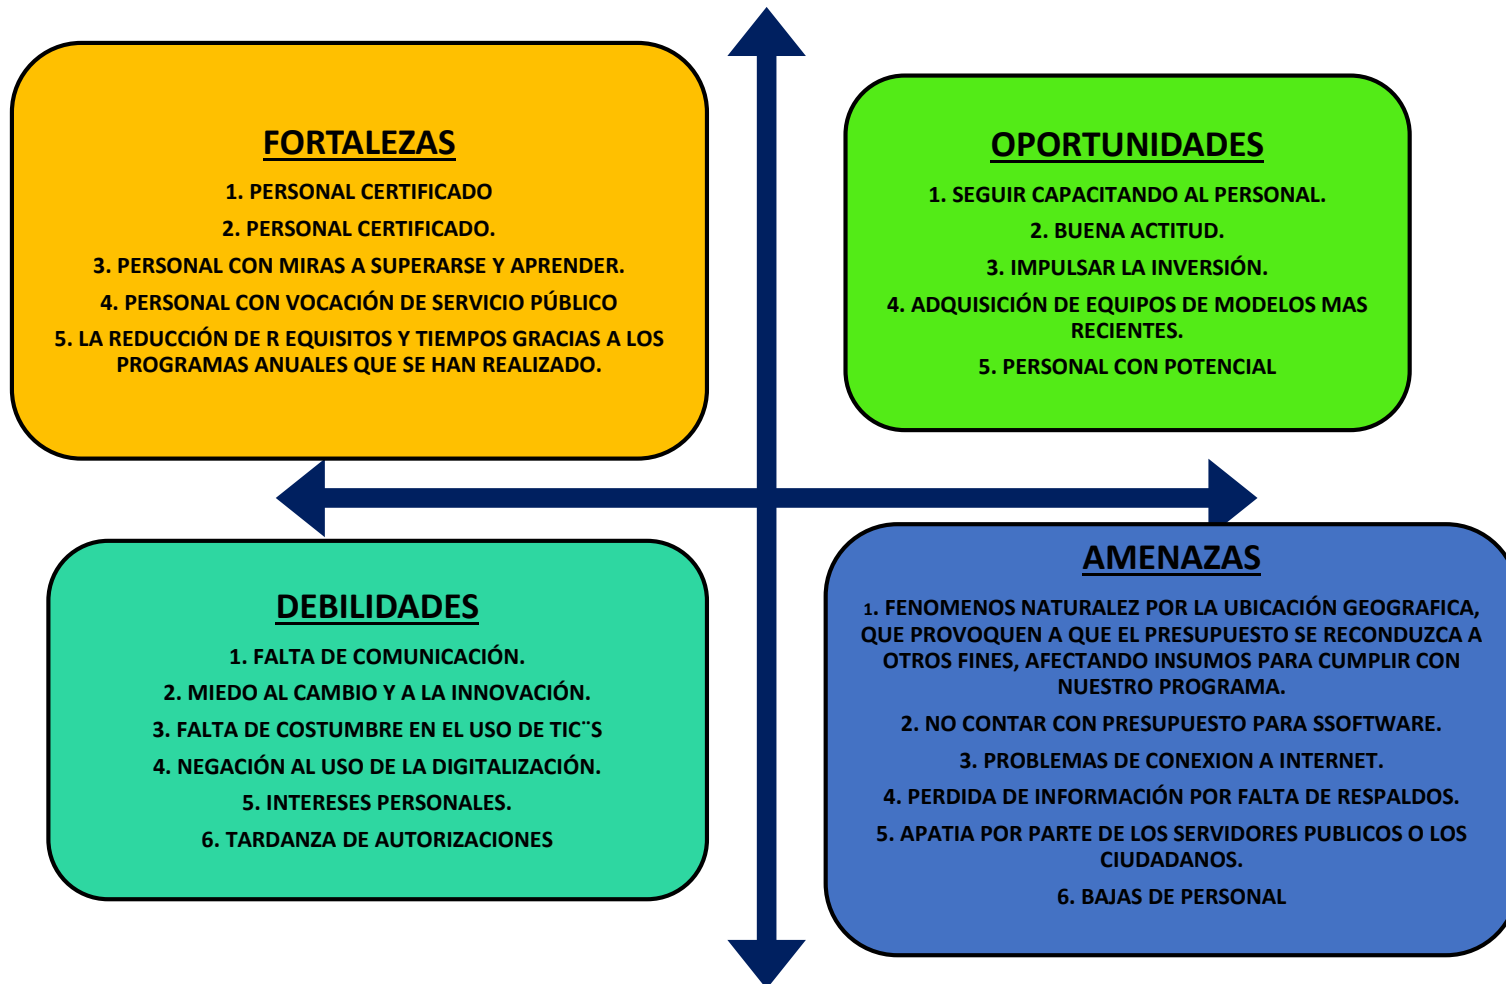 FORTALEZAS
1. PERSONAL CERTIFICADO
2. PERSONAL CERTIFICADO.
3. PERSONAL CON MIRAS A SUPERARSE Y APRENDER.
4. PERSONAL CON VOCACIÓN DE SERVICIO PÚBLICO
5. LA REDUCCIÓN DE R EQUISITOS Y TIEMPOS GRACIAS A LOS
PROGRAMAS ANUALES QUE SE HAN REALIZADO.
OPORTUNIDADES
1. SEGUIR CAPACITANDO AL PERSONAL.
2. BUENA ACTITUD.
3. IMPULSAR LA INVERSIÓN.
4. ADQUISICIÓN DE EQUIPOS DE MODELOS MAS
RECIENTES.
5. PERSONAL CON POTENCIAL
DEBILIDADES
1. FALTA DE COMUNICACIÓN.
2. MIEDO AL CAMBIO Y A LA INNOVACIÓN.
3. FALTA DE COSTUMBRE EN EL USO DE TIC¨S
4. NEGACIÓN AL USO DE LA DIGITALIZACIÓN.
5. INTERESES PERSONALES.
6. TARDANZA DE AUTORIZACIONES
AMENAZAS
1. FENOMENOS NATURALEZ POR LA UBICACIÓN GEOGRAFICA,
QUE PROVOQUEN A QUE EL PRESUPUESTO SE RECONDUZCA A
OTROS FINES, AFECTANDO INSUMOS PARA CUMPLIR CON
NUESTRO PROGRAMA.
2. NO CONTAR CON PRESUPUESTO PARA SSOFTWARE.
3. PROBLEMAS DE CONEXION A INTERNET.
4. PERDIDA DE INFORMACIÓN POR FALTA DE RESPALDOS.
5. APATIA POR PARTE DE LOS SERVIDORES PUBLICOS O LOS
CIUDADANOS.
6. BAJAS DE PERSONAL